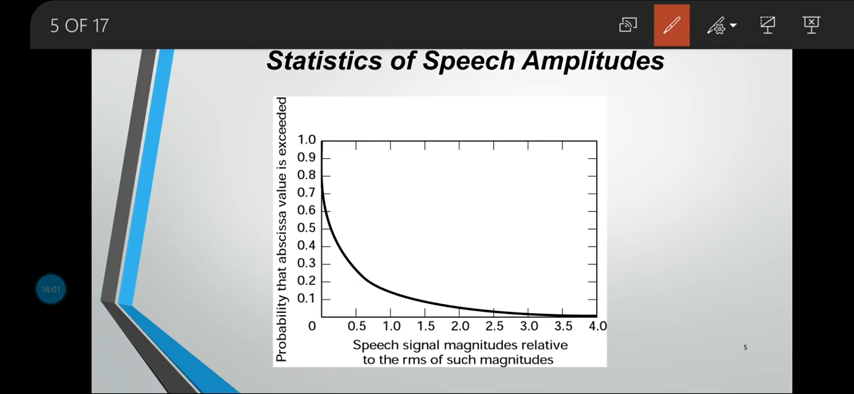 5 OF 17
Statistics of Speech Amplitudes
Probability that abscissa value is exceeded
1.0
0.9
0.8
0.7
0.6
0.5
0.4
0.3
0.2
0.1
0 0.5 1.0 1.5 2.0 2.5 3.0 3.5 4.0
Speech signal magnitudes relative
to the rms of such magnitudes
18:01
5